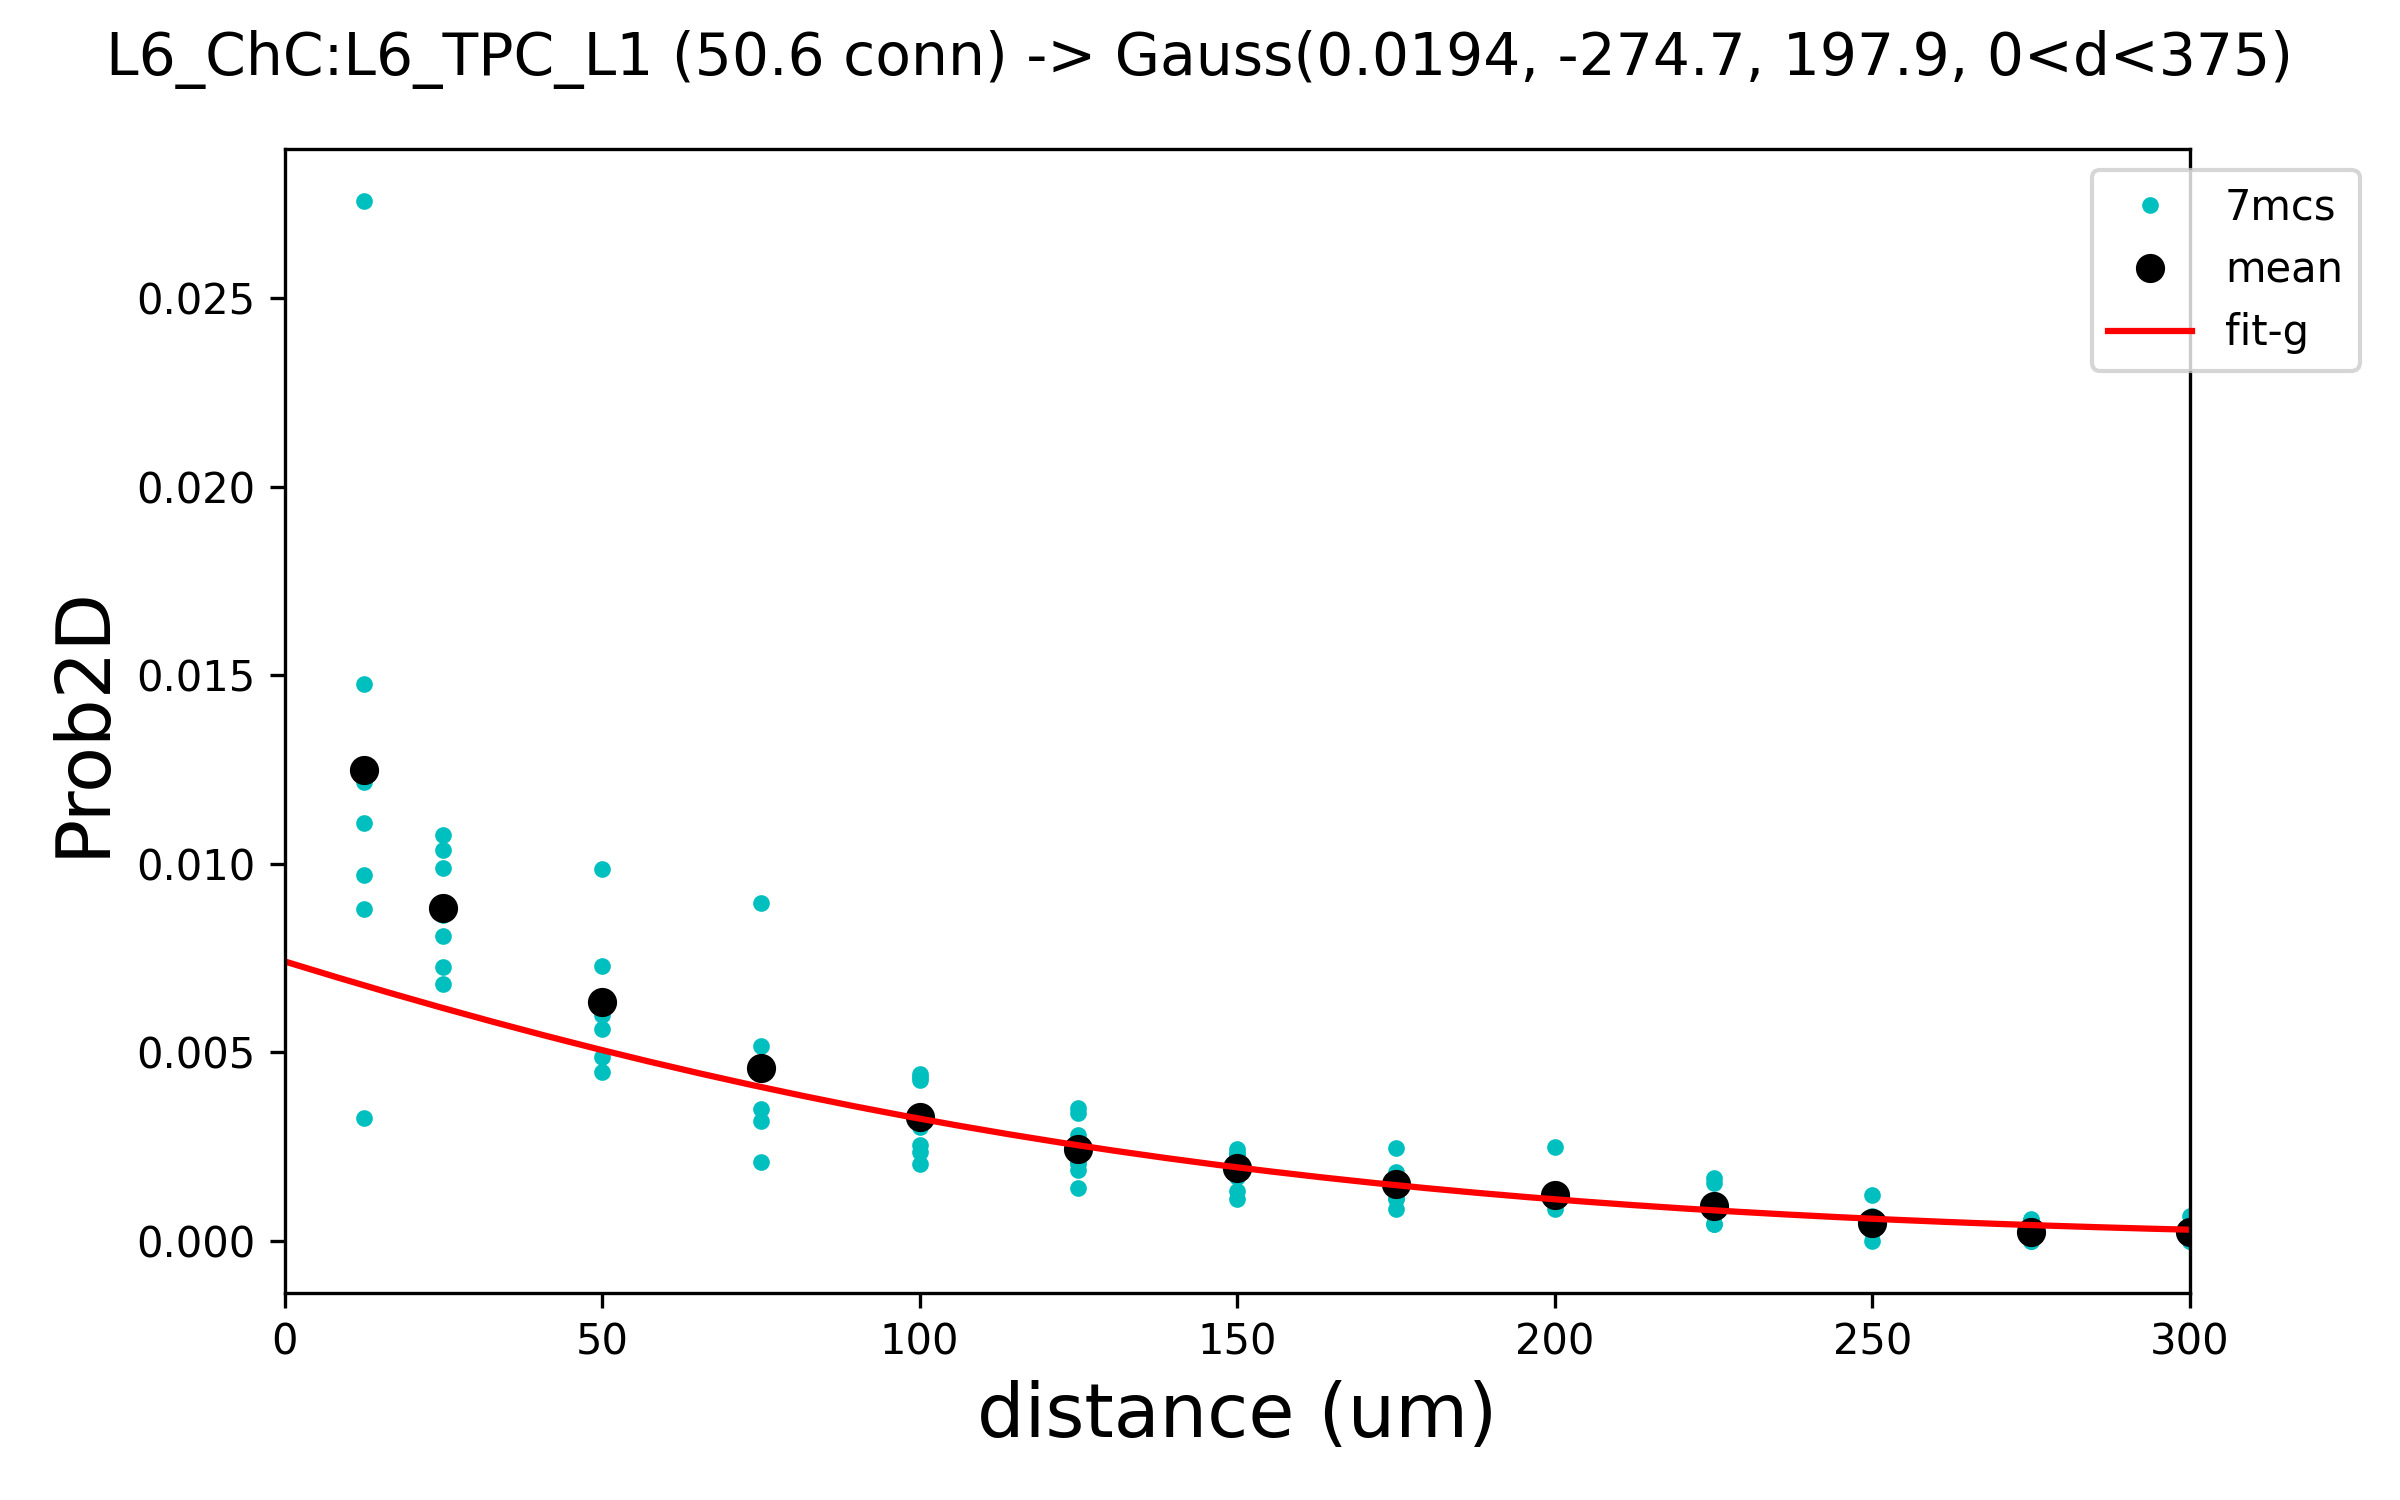 L6_ChC:L6_TPC_L1 (50.6 conn) -> Gauss(0.0194, -274.7, 197.9, 0<d<375)
7mcs
mean
fit-g
Prob2D
0.025
0.020
0.015
0.010
0.005
0.000
0 50 100 150 200 250 300
distance (um)